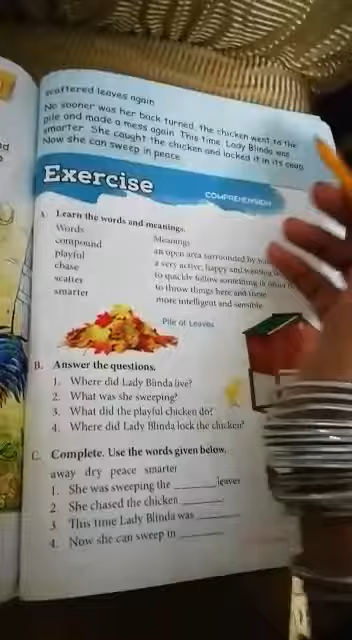 scattered leaves again
No sooner was her back turned, the chicken went to the
pile and made a mess again. This time Lady Blinda was
smarter. She caught the chicken and locked it in its coop.
Now she can sweep in peace.
Exercise
COMPREHENSION
A. Learn the words and meanings.
Words Meanings
compound an open area surrounded by
playful a very active, happy and wanting
chase to quickly follow something
scatter to throw things here and there
smarter more intelligent and sensible
Pile of Leaves
B. Answer the questions.
1. Where did Lady Blinda live?
2. What was she sweeping?
3. What did the playful chicken do?
4. Where did Lady Blinda lock the chicken?
C. Complete. Use the words given below.
away dry peace smarter
1. She was sweeping the ________ leaves
2. She chased the chicken ________
3. This time Lady Blinda was ________
4. Now she can sweep in ________